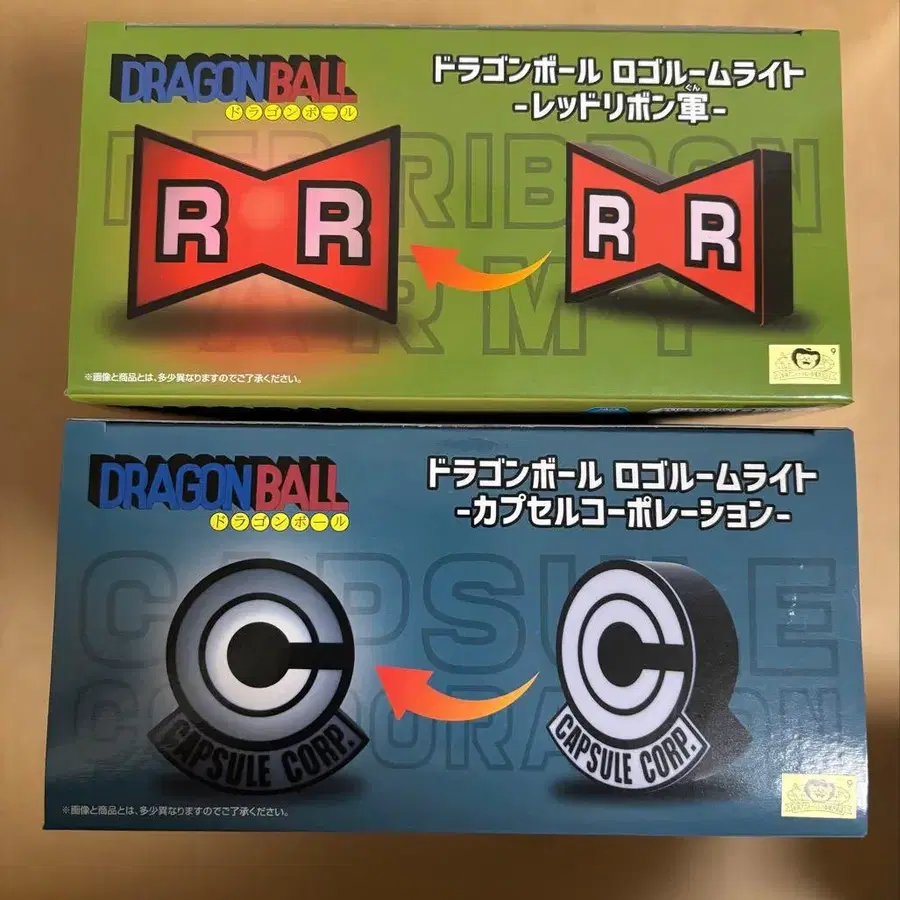 DRAGON BALL
ドラゴンボール
ドラゴンボール ロゴルームライト
-レッドリボン軍-
ぐん
RED RIBBON
ARMY
R R
R R
※画像と商品とは、多少異なりますのでご了承ください。
DRAGON BALL
ドラゴンボール
ドラゴンボール ロゴルームライト
-カプセルコーポレーション-
CAPSULE
CORPORATION
C
CAPSULE CORP.
C
CAPSULE CORP.
※画像と商品とは、多少異なりますのでご了承ください。